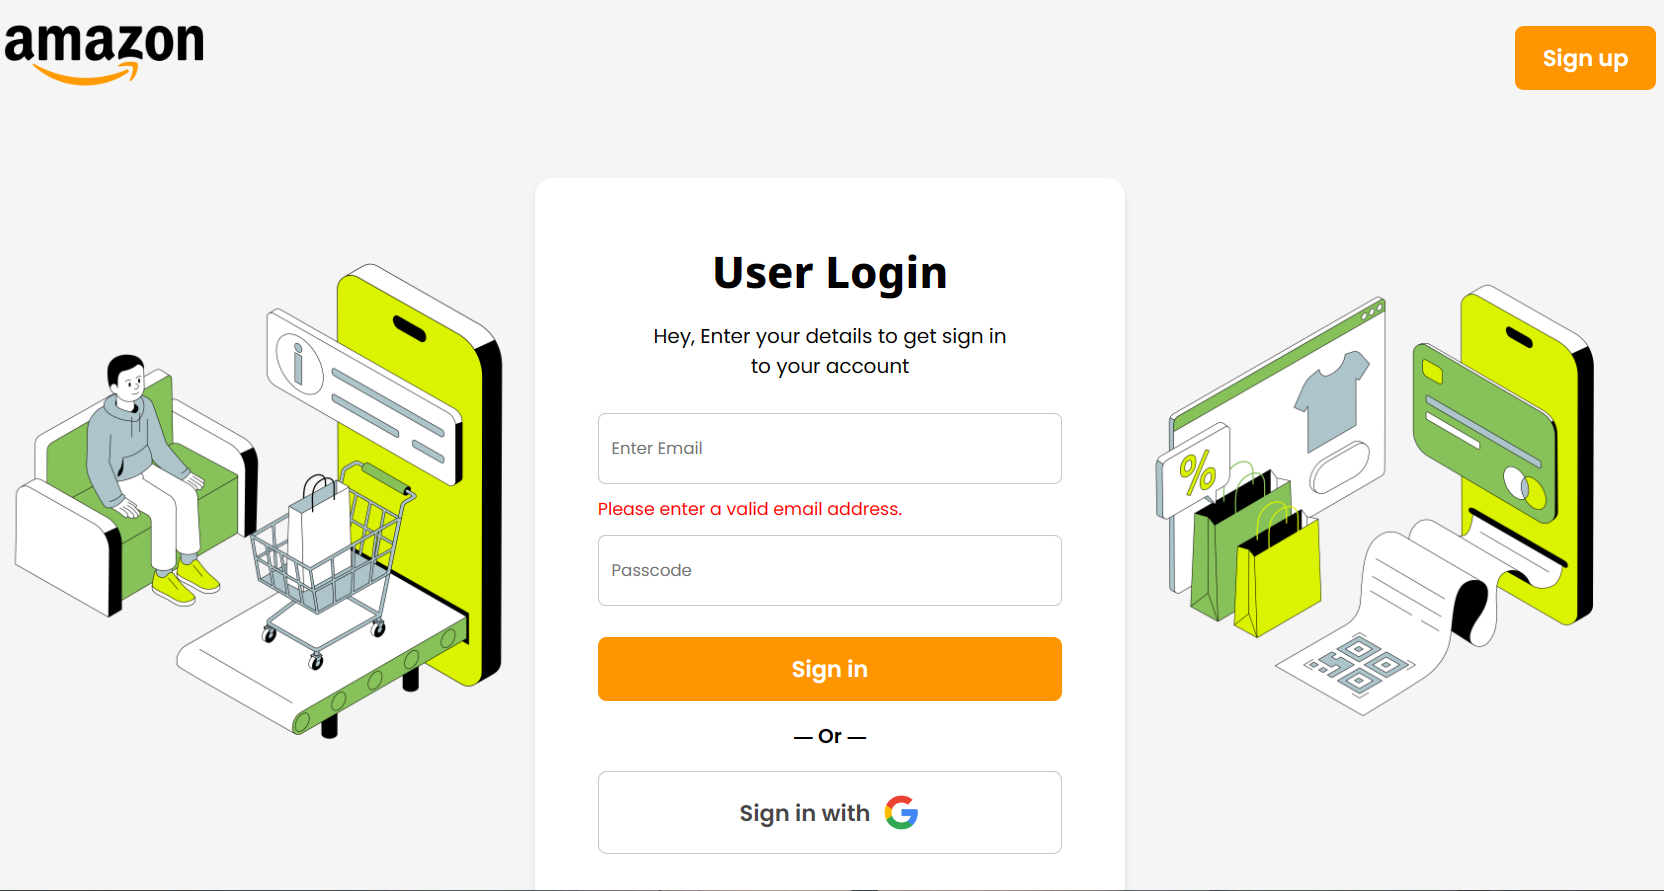 amazon
Sign up
User Login
Hey, Enter your details to get sign in
to your account
Enter Email
Please enter a valid email address.
Passcode
Sign in
— Or —
Sign in with
%